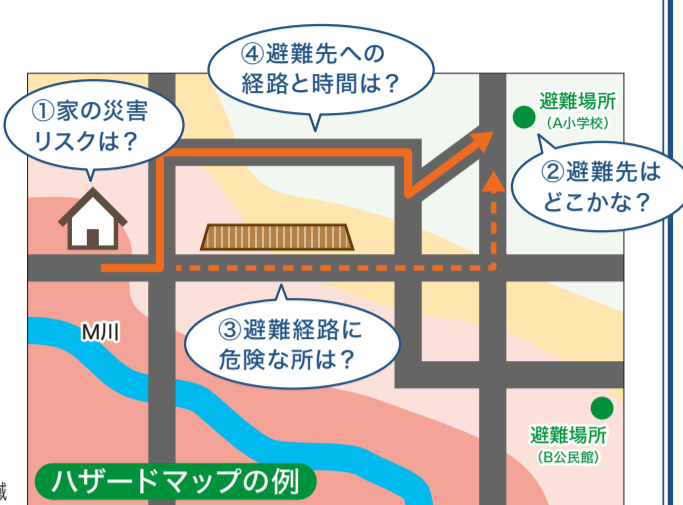 ④避難先への
経路と時間は？
①家の災害
リスクは？
避難場所
（A小学校）
②避難先は
どこかな？
M川
③避難経路に
危険な所は？
避難場所
（B公民館）
ハザードマップの例